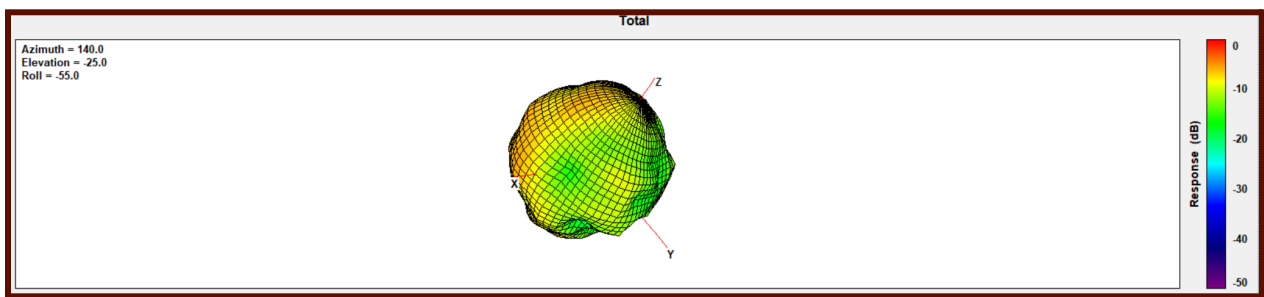 Total
Azimuth = 140.0
Elevation = -25.0
Roll = -55.0
Z
X
Y
0
-10
-20
-30
-40
-50
Response (dB)